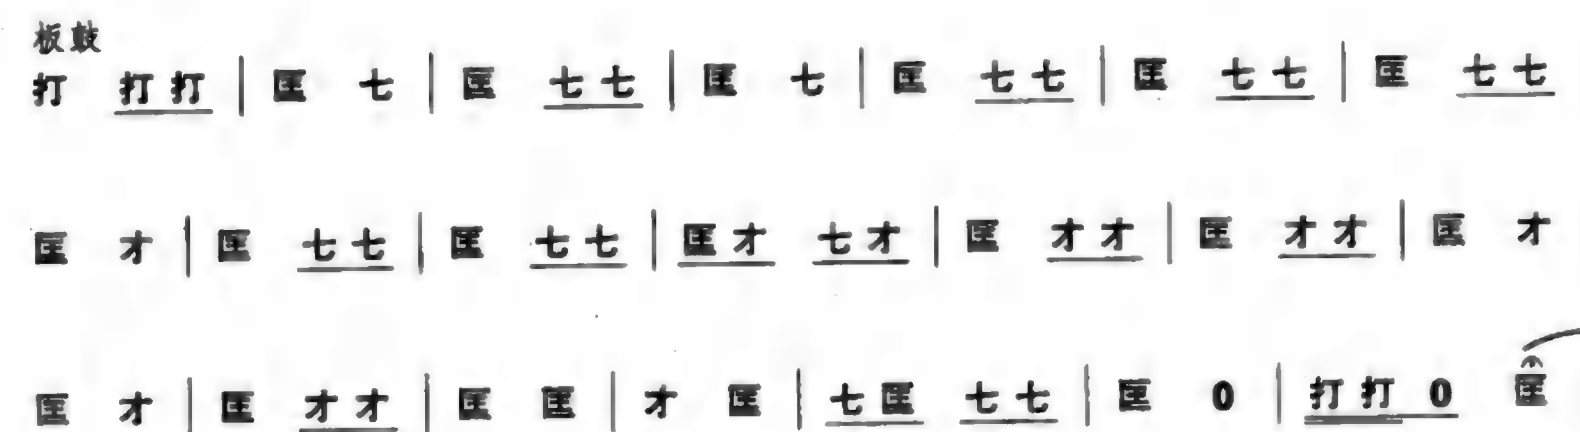 板鼓
打 打打 | 匡 七 | 匡 七七 | 匡 七 | 匡 七七 | 匡 七七 | 匡 七七
匡 才 | 匡 七七 | 匡 七七 | 匡才 七才 | 匡 才才 | 匡 才才 | 匡 才
匡 才 | 匡 才才 | 匡 匡 | 才 匡 | 七匡 七七 | 匡 0 | 打打 0 匡